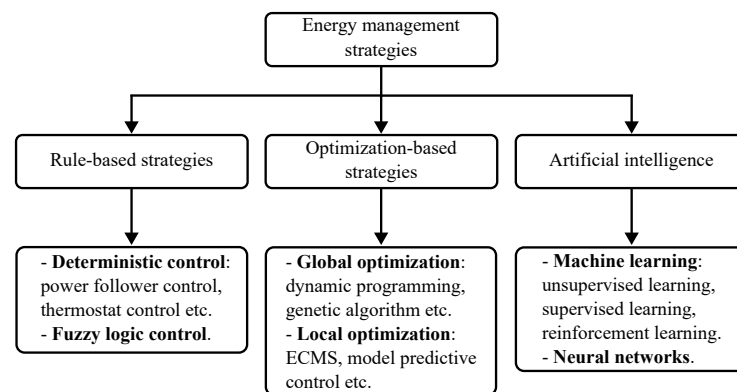 Energy management
strategies
Rule-based strategies
Optimization-based
strategies
Artificial intelligence
- Deterministic control:
power follower control,
thermostat control etc.
- Fuzzy logic control.
- Global optimization:
dynamic programming,
genetic algorithm etc.
- Local optimization:
ECMS, model predictive
control etc.
- Machine learning:
unsupervised learning,
supervised learning,
reinforcement learning.
- Neural networks.